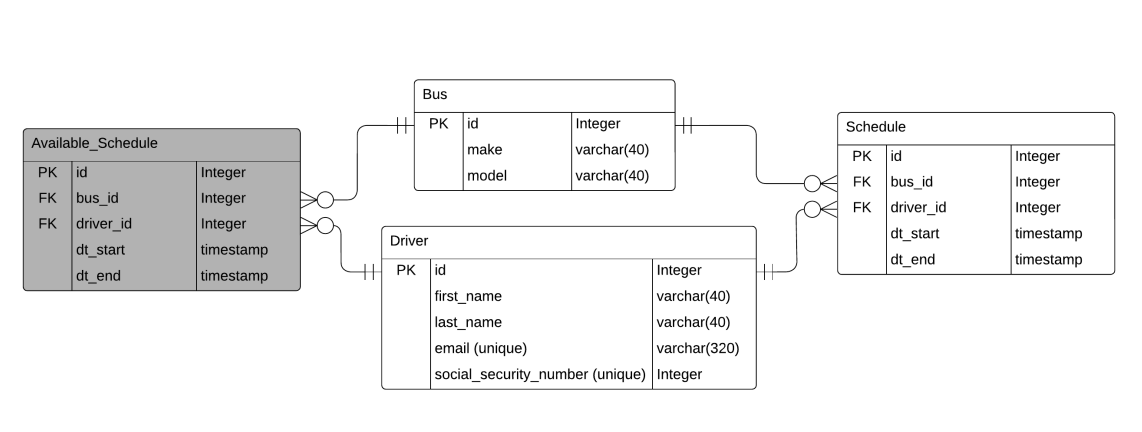 Available_Schedule
PK id Integer
FK bus_id Integer
FK driver_id Integer
dt_start timestamp
dt_end timestamp
Bus
PK id Integer
make varchar(40)
model varchar(40)
Driver
PK id Integer
first_name varchar(40)
last_name varchar(40)
email (unique) varchar(320)
social_security_number (unique) Integer
Schedule
PK id Integer
FK bus_id Integer
FK driver_id Integer
dt_start timestamp
dt_end timestamp